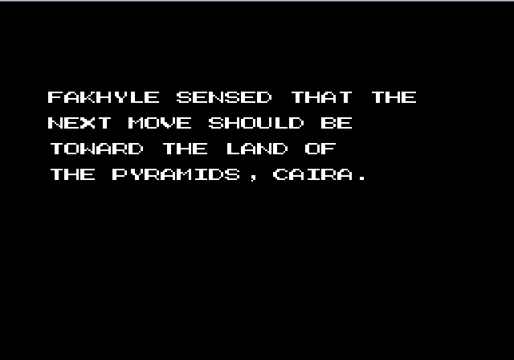 FAKHYLE SENSED THAT THE
NEXT MOVE SHOULD BE
TOWARD THE LAND OF
THE PYRAMIDS, CAIRA.